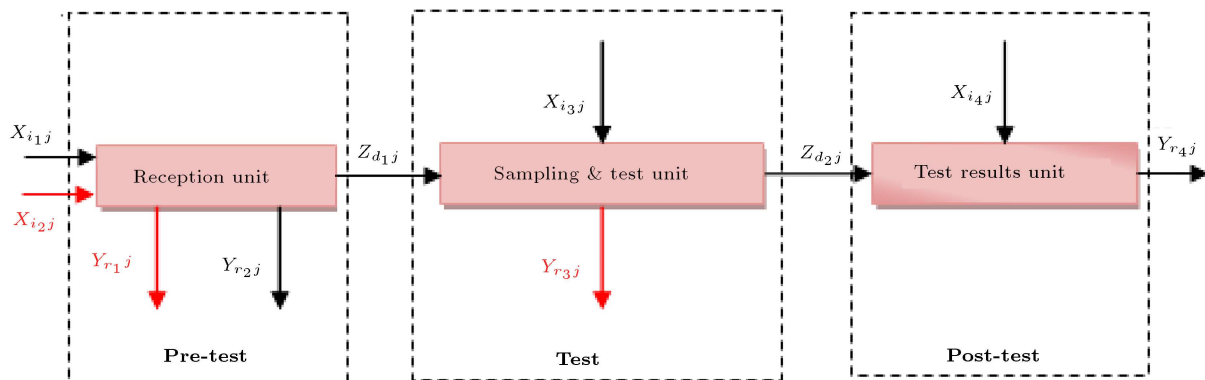 X_{i_1 j}
X_{i_2 j}
Reception unit
Y_{r_1 j}
Y_{r_2 j}
Pre-test
Z_{d_1 j}
X_{i_3 j}
Sampling & test unit
Y_{r_3 j}
Test
Z_{d_2 j}
X_{i_4 j}
Test results unit
Y_{r_4 j}
Post-test